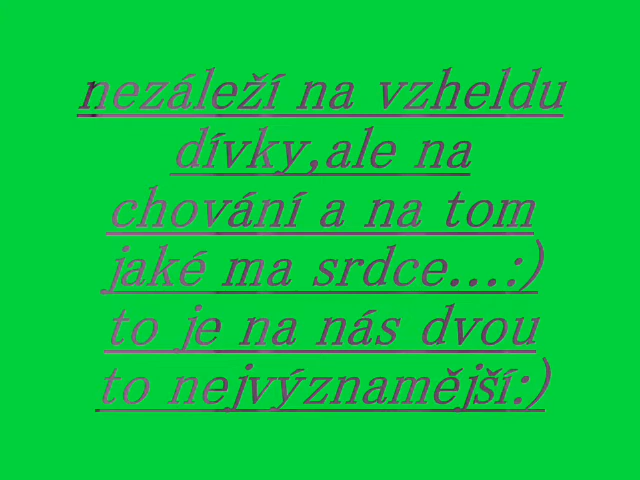 nezáleží na vzheldu
dívky,ale na
chování a na tom
jaké ma srdce...:)
to je na nás dvou
to nejvýznamější:)